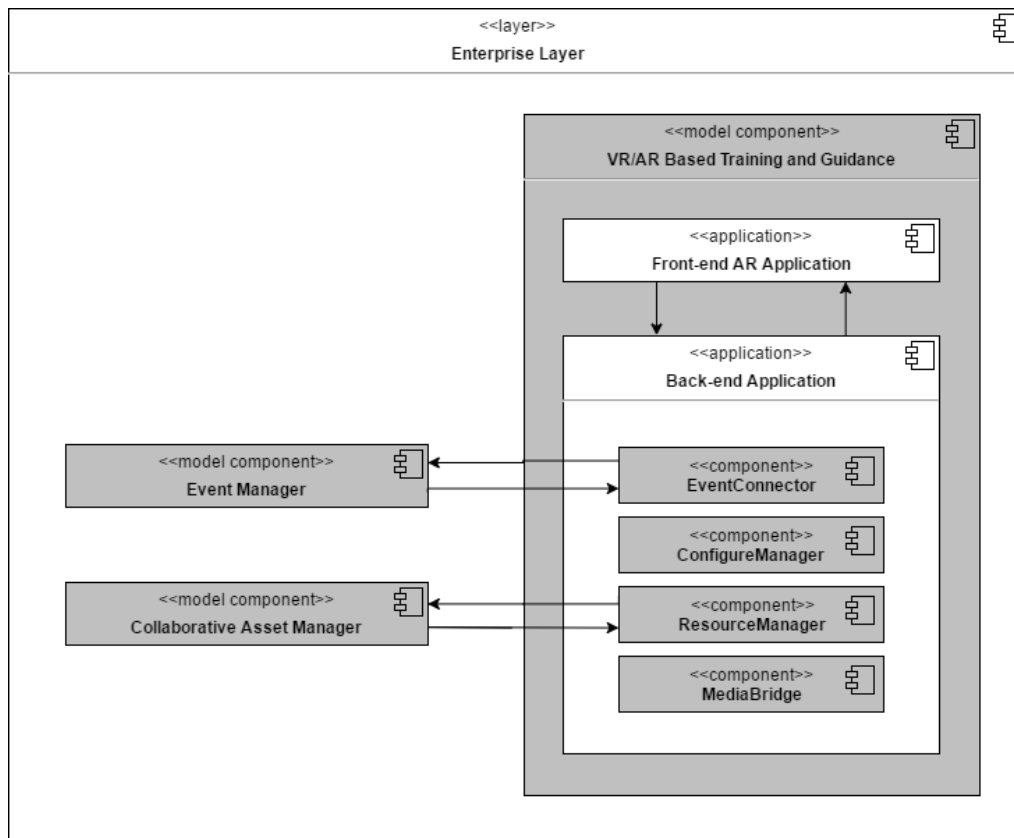 <<layer>>
Enterprise Layer
<<model component>>
VR/AR Based Training and Guidance
<<application>>
Front-end AR Application
<<application>>
Back-end Application
<<model component>>
Event Manager
<<component>>
EventConnector
<<component>>
ConfigureManager
<<model component>>
Collaborative Asset Manager
<<component>>
ResourceManager
<<component>>
MediaBridge